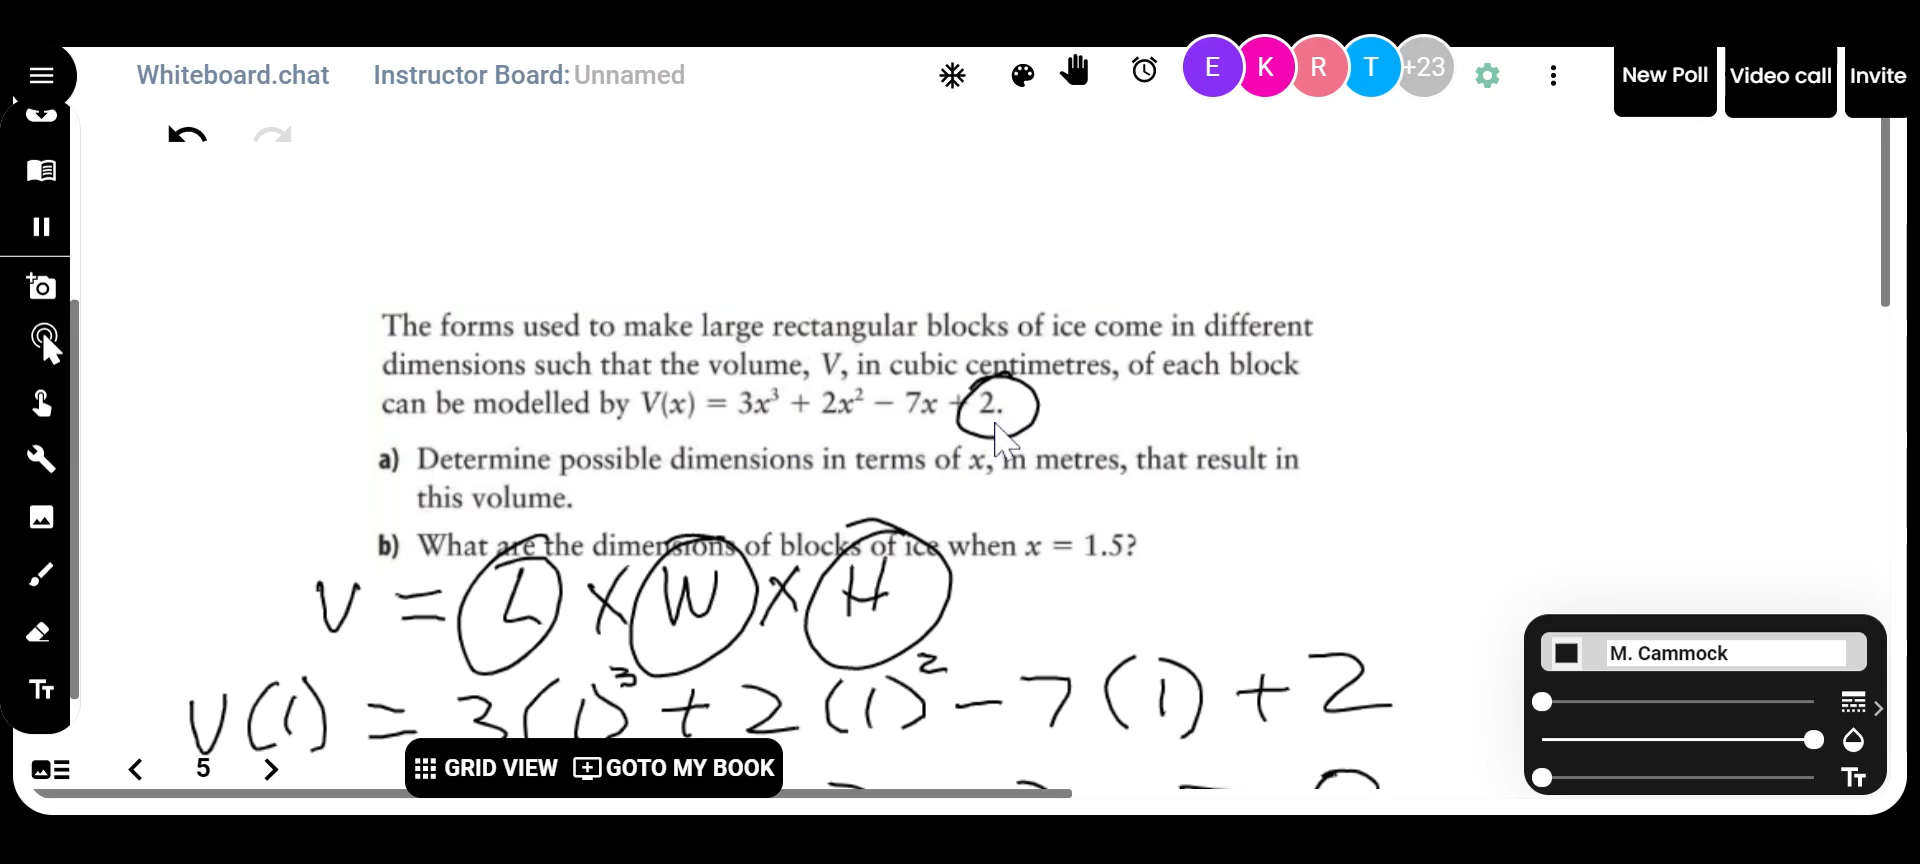 Whiteboard.chat Instructor Board: Unnamed E K R T +23 New Poll Video call Invite
The forms used to make large rectangular blocks of ice come in different
dimensions such that the volume, V, in cubic centimetres, of each block
can be modelled by V(x) = 3x³ + 2x² − 7x + 2.
a) Determine possible dimensions in terms of x, in metres, that result in
this volume.
b) What are the dimensions of blocks of ice when x = 1.5?
V = L × W × H
V(1) = 3(1)³ + 2(1)² − 7(1) + 2
M. Cammock
Tт
Tт
5 GRID VIEW GOTO MY BOOK